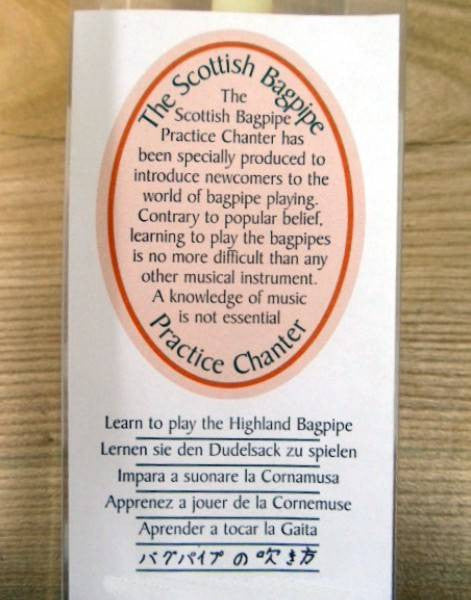 The Scottish Bagpipe
The
Scottish Bagpipe
Practice Chanter has
been specially produced to
introduce newcomers to the
world of bagpipe playing.
Contrary to popular belief,
learning to play the bagpipes
is no more difficult than any
other musical instrument.
A knowledge of music
is not essential
Practice Chanter
Learn to play the Highland Bagpipe
Lernen sie den Dudelsack zu spielen
Impara a suonare la Cornamusa
Apprenez a jouer de la Cornemuse
Aprender a tocar la Gaita
バグパイプの吹き方